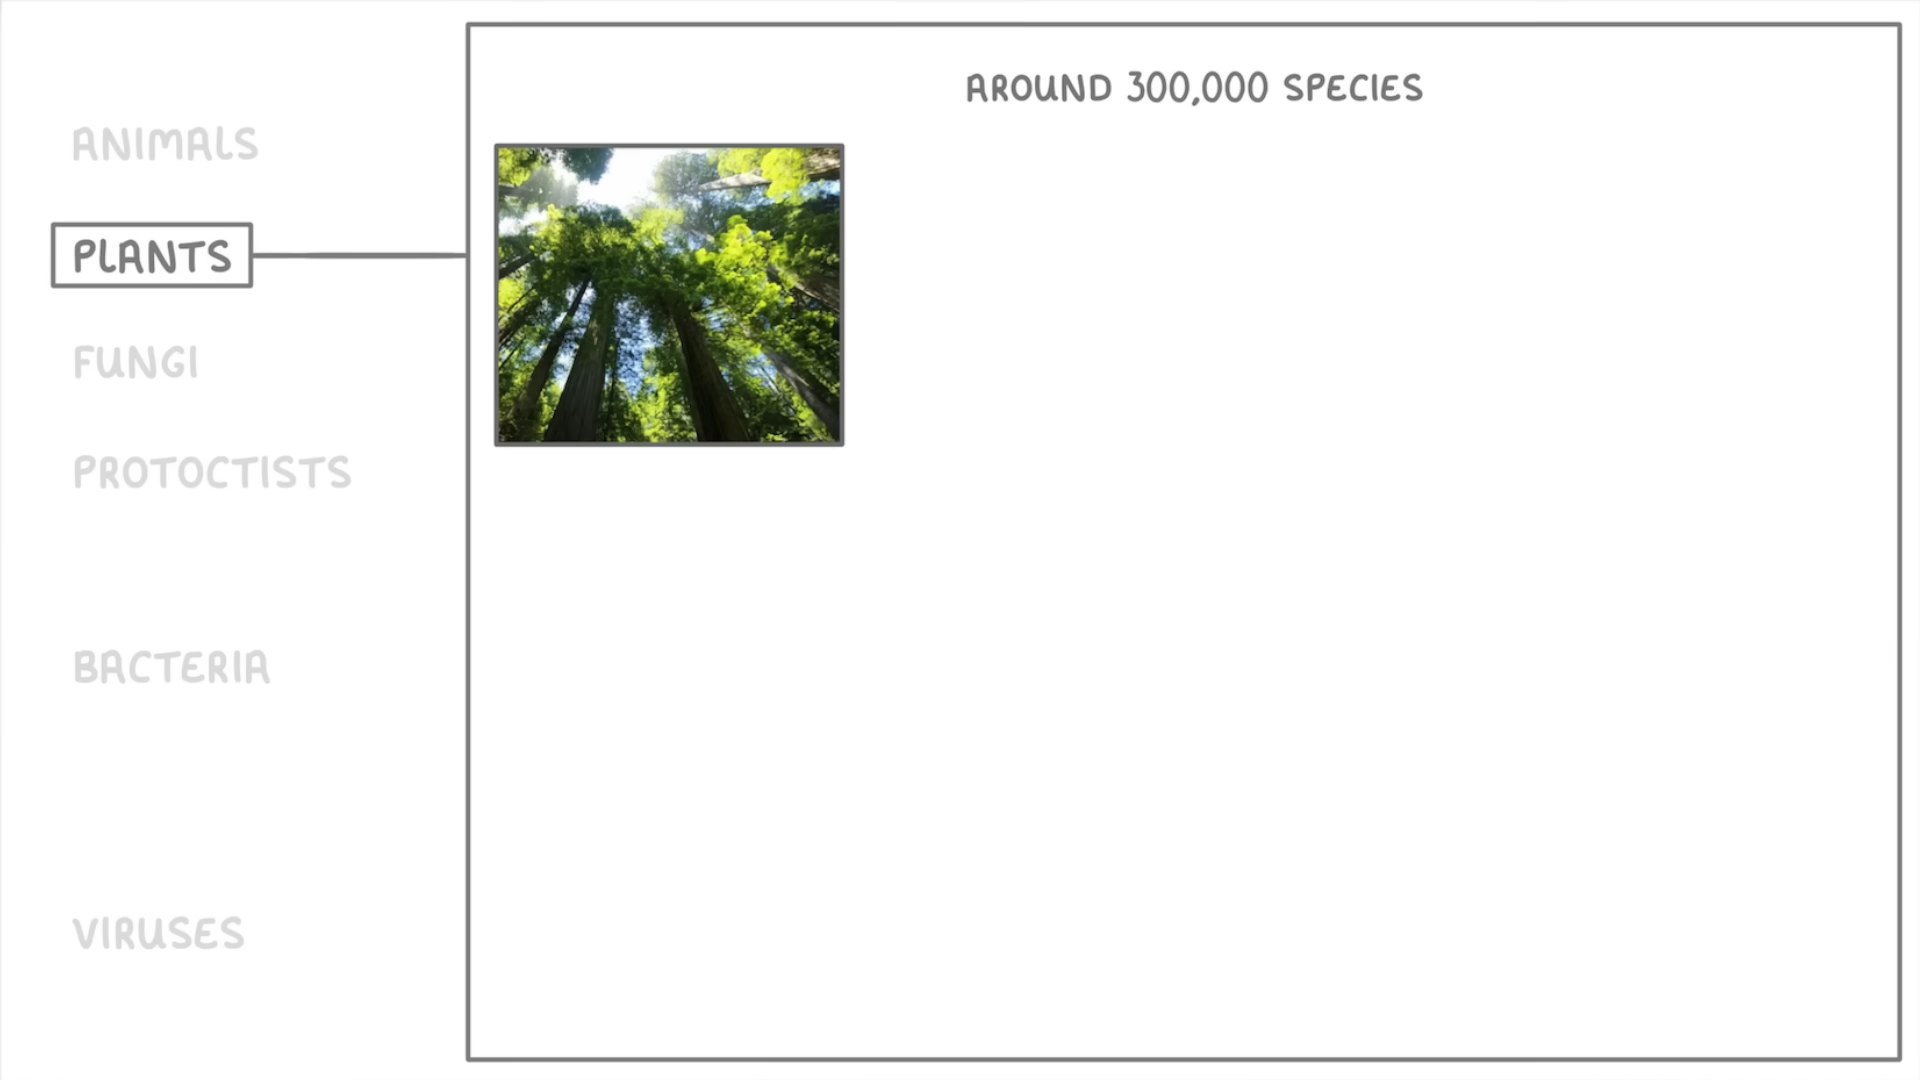 ANIMALS
PLANTS
FUNGI
PROTOCTISTS
BACTERIA
VIRUSES
AROUND 300,000 SPECIES